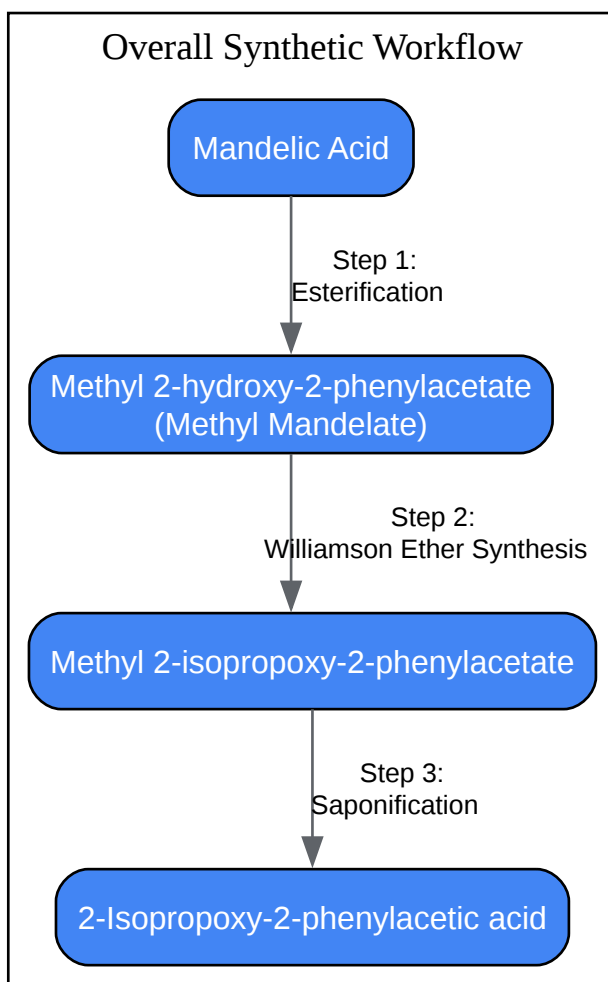 Overall Synthetic Workflow
Mandelic Acid
Step 1:
Esterification
Methyl 2-hydroxy-2-phenylacetate
(Methyl Mandelate)
Step 2:
Williamson Ether Synthesis
Methyl 2-isopropoxy-2-phenylacetate
Step 3:
Saponification
2-Isopropoxy-2-phenylacetic acid